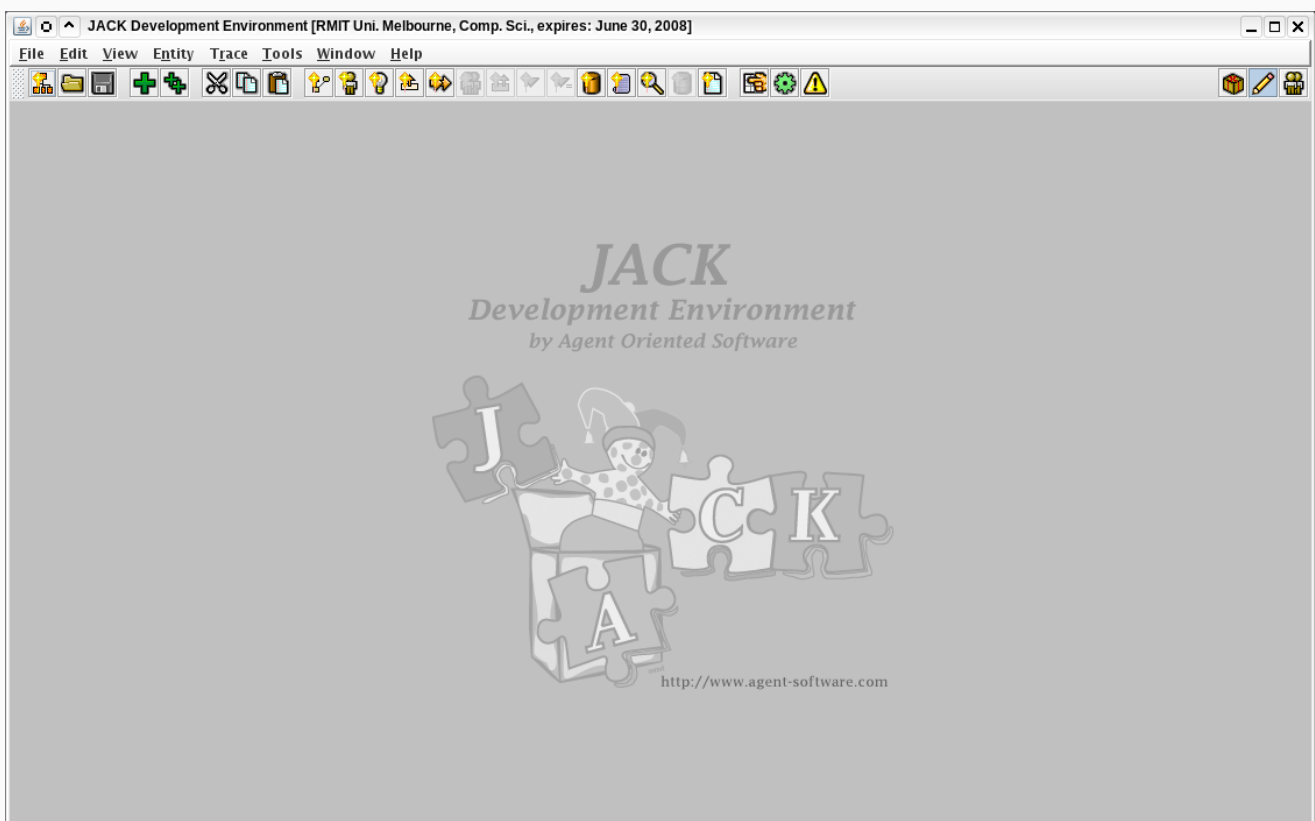 JACK Development Environment [RMIT Uni. Melbourne, Comp. Sci., expires: June 30, 2008]
File Edit View Entity Trace Tools Window Help
JACK
Development Environment
by Agent Oriented Software
J
C K
A
http://www.agent-software.com